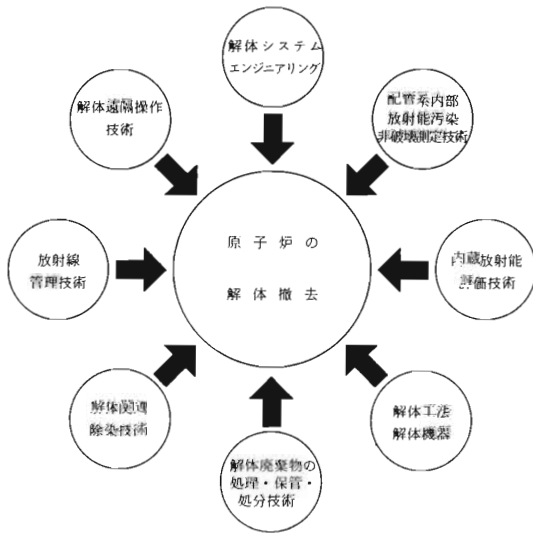 解体システム
エンジニアリング
配管系内部
放射能汚染
非破壊測定技術
内蔵放射能
評価技術
解体工法
解体機器
解体廃棄物の
処理・保管・
処分技術
解体関連
除染技術
放射線
管理技術
解体遠隔操作
技術
原子炉の
解体撤去